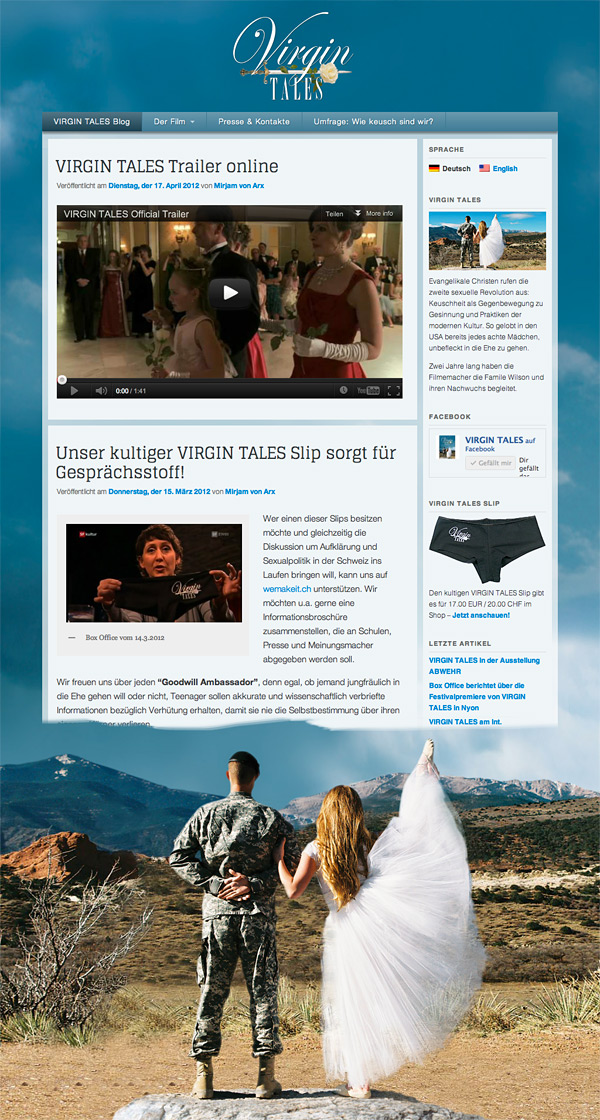 Virgin
TALES
VIRGIN TALES Blog
Der Film
Presse & Kontakte
Umfrage: Wie keusch sind wir?
VIRGIN TALES Trailer online
Veröffentlicht am Dienstag, der 17. April 2012 von Mirjam von Arx
VIRGIN TALES Official Trailer
Teilen
More info
0:00 / 1:41
YouTube
Unser kultiger VIRGIN TALES Slip sorgt für
Gesprächsstoff!
Veröffentlicht am Donnerstag, der 15. März 2012 von Mirjam von Arx
kultur
Virgin
TALES
— Box Office vom 14.3.2012
Wer einen dieser Slips besitzen
möchte und gleichzeitig die
Diskussion um Aufklärung und
Sexualpolitik in der Schweiz ins
Laufen bringen will, kann uns auf
wemakeit.ch unterstützen. Wir
möchten u.a. gerne eine
Informationsbroschüre
zusammenstellen, die an Schulen,
Presse und Meinungsmacher
abgegeben werden soll.
Wir freuen uns über jeden “Goodwill Ambassador”, denn egal, ob jemand jungfräulich in
die Ehe gehen will oder nicht, Teenager sollen akkurate und wissenschaftlich verbriefte
Informationen bezüglich Verhütung erhalten, damit sie nie die Selbstbestimmung über ihren
SPRACHE
Deutsch
English
VIRGIN TALES
Evangelikale Christen rufen die
zweite sexuelle Revolution aus:
Keuschheit als Gegenbewegung zu
Gesinnung und Praktiken der
modernen Kultur. So gelobt in den
USA bereits jedes achte Mädchen,
unbefleckt in die Ehe zu gehen.
Zwei Jahre lang haben die
Filmemacher die Famile Wilson und
ihren Nachwuchs begleitet.
FACEBOOK
VIRGIN TALES auf
Facebook
Gefällt mir
Dir
gefällt
das
VIRGIN TALES SLIP
Virgin
TALES
Den kultigen VIRGIN TALES Slip gibt
es für 17.00 EUR / 20.00 CHF im
Shop – Jetzt anschauen!
LETZTE ARTIKEL
VIRGIN TALES in der Ausstellung
ABWEHR
Box Office berichtet über die
Festivalpremiere von VIRGIN
TALES in Nyon
VIRGIN TALES am Int.